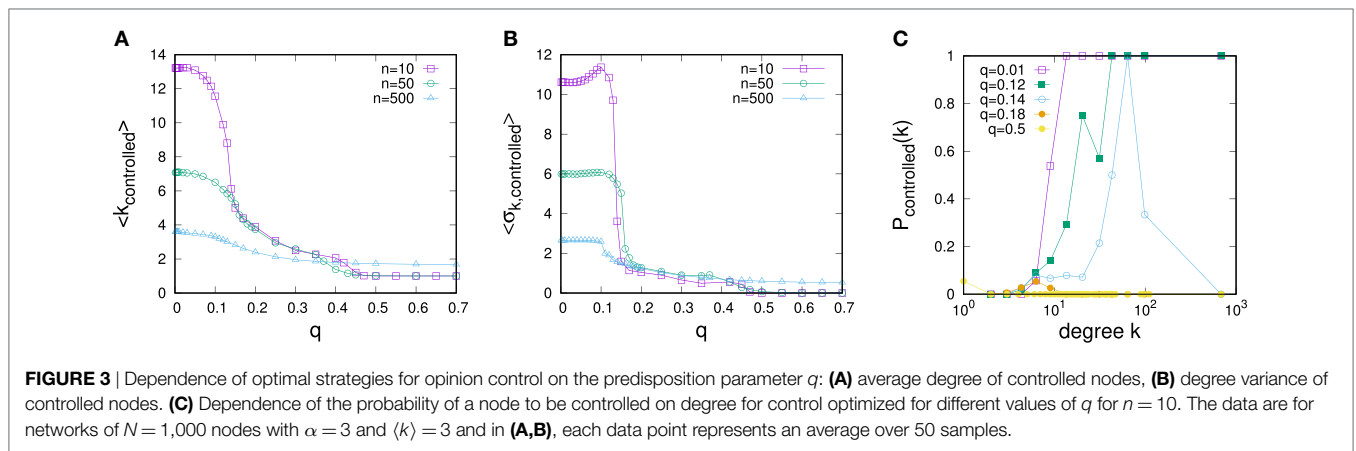 A
B
C
14
12
10
8
6
4
2
0
<k_controlled>
n=10
n=50
n=500
0 0.1 0.2 0.3 0.4 0.5 0.6 0.7
q
12
10
8
6
4
2
0
<σ_k,controlled>
n=10
n=50
n=500
0 0.1 0.2 0.3 0.4 0.5 0.6 0.7
q
1
0.8
0.6
0.4
0.2
0
P_controlled(k)
q=0.01
q=0.12
q=0.14
q=0.18
q=0.5
10⁰ 10¹ 10² 10³
degree k
FIGURE 3 | Dependence of optimal strategies for opinion control on the predisposition parameter q: (A) average degree of controlled nodes, (B) degree variance of
controlled nodes. (C) Dependence of the probability of a node to be controlled on degree for control optimized for different values of q for n = 10. The data are for
networks of N = 1,000 nodes with α = 3 and ⟨k⟩ = 3 and in (A,B), each data point represents an average over 50 samples.